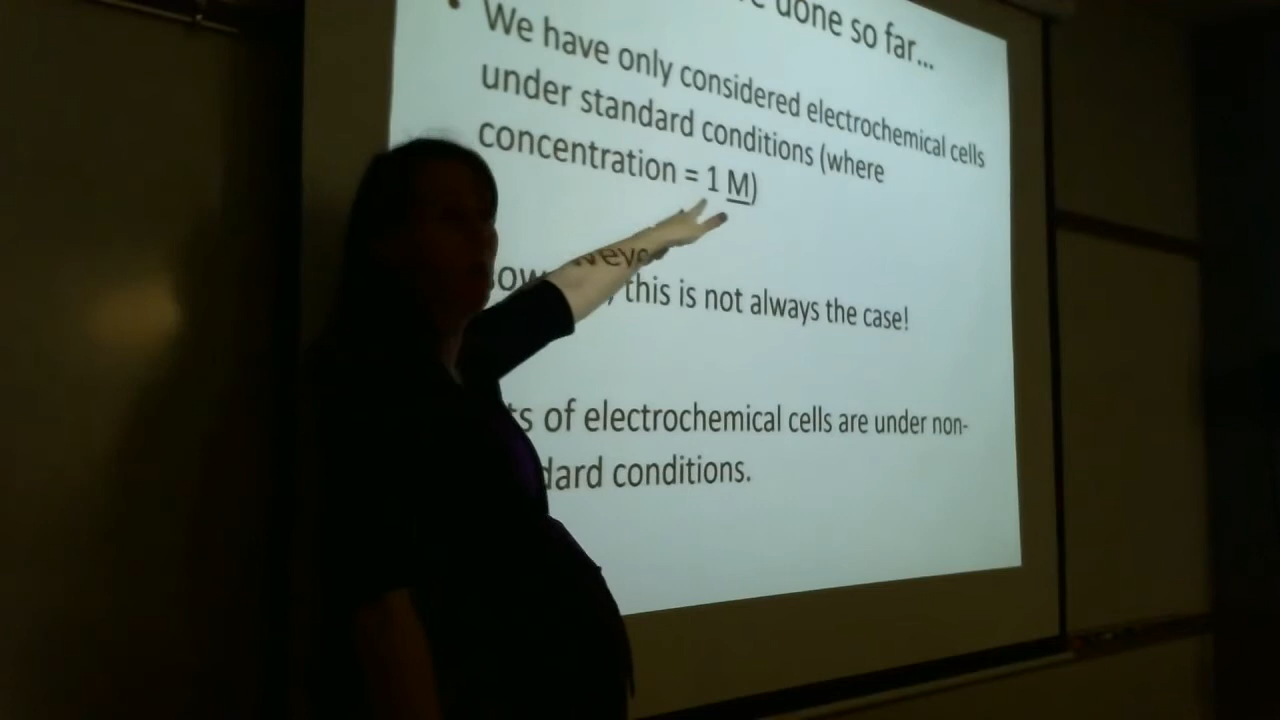 done so far...
• We have only considered electrochemical cells
under standard conditions (where
concentration = 1 M)
this is not always the case!
of electrochemical cells are under non-
conditions.